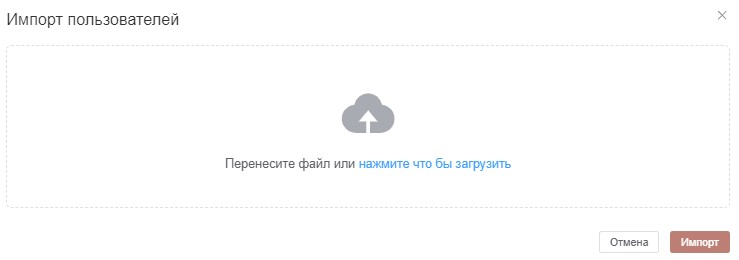 Импорт пользователей
Перенесите файл или нажмите что бы загрузить
Отмена
Импорт